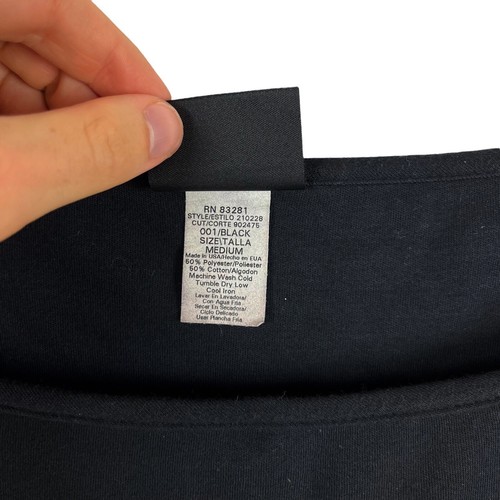 RN 83281
STYLE/ESTILO 210228
CUT/CORTE 902475
001/BLACK
SIZE\TALLA
MEDIUM
Made In USA/Hecho en EUA
60% Polyester/Poliester
50% Cotton/Algodon
Machine Wash Cold
Tumble Dry Low
Cool Iron
Lavar En Lavadora/
Con Agua Fria
Secar En Secadora/
Ciclo Delicado
Usar Plancha Fria